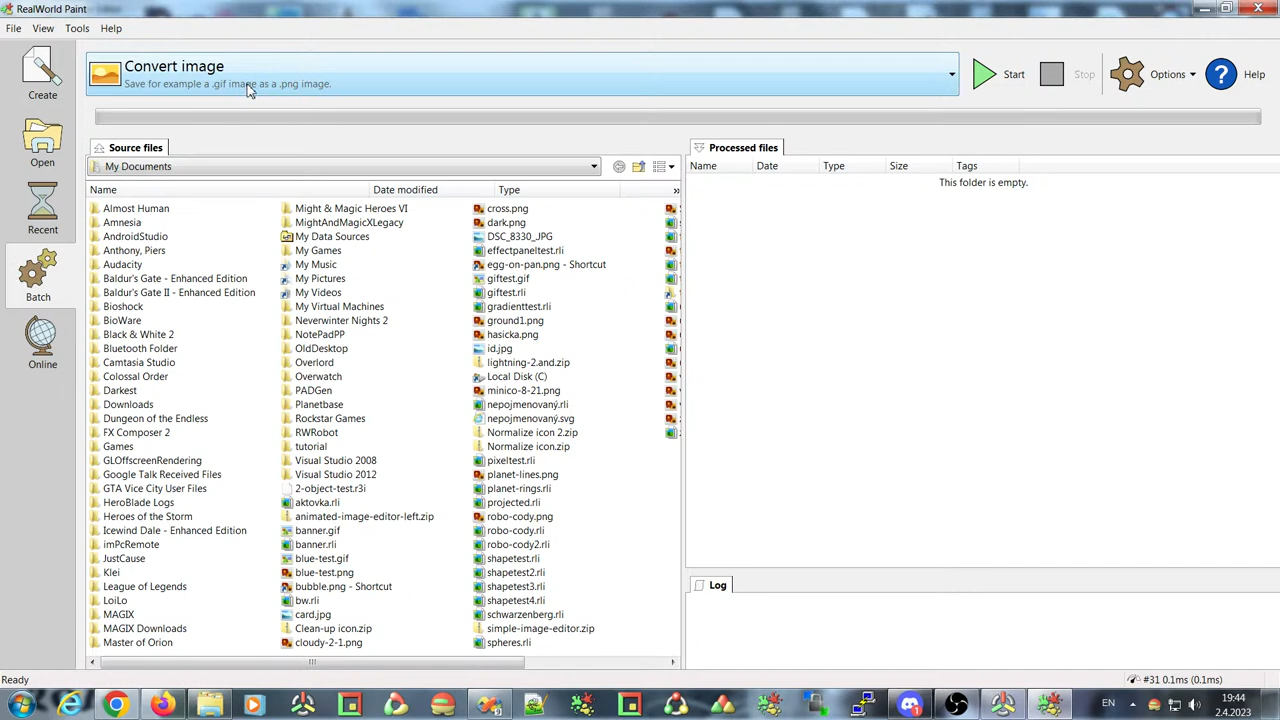 RealWorld Paint
File View Tools Help
Create
Open
Recent
Batch
Online
Convert image
Save for example a .gif image as a .png image.
Start
Stop
Options
Help
Source files
My Documents
Name Date modified Type »
Almost Human
Amnesia
AndroidStudio
Anthony, Piers
Audacity
Baldur's Gate - Enhanced Edition
Baldur's Gate II - Enhanced Edition
Bioshock
BioWare
Black & White 2
Bluetooth Folder
Camtasia Studio
Colossal Order
Darkest
Downloads
Dungeon of the Endless
FX Composer 2
Games
GLOffscreenRendering
Google Talk Received Files
GTA Vice City User Files
HeroBlade Logs
Heroes of the Storm
Icewind Dale - Enhanced Edition
imPcRemote
JustCause
Klei
League of Legends
LoiLo
MAGIX
MAGIX Downloads
Master of Orion
Might & Magic Heroes VI
MightAndMagicXLegacy
My Data Sources
My Games
My Music
My Pictures
My Videos
My Virtual Machines
Neverwinter Nights 2
NotePadPP
OldDesktop
Overlord
Overwatch
PADGen
Planetbase
Rockstar Games
RWRobot
tutorial
Visual Studio 2008
Visual Studio 2012
2-object-test.r3i
aktovka.rli
animated-image-editor-left.zip
banner.gif
banner.rli
blue-test.gif
blue-test.png
bubble.png - Shortcut
bw.rli
card.jpg
Clean-up icon.zip
cloudy-2-1.png
cross.png
dark.png
DSC_8330_JPG
effectpaneltest.rli
egg-on-pan.png - Shortcut
giftest.gif
giftest.rli
gradienttest.rli
ground1.png
hasicka.png
id.jpg
lightning-2.and.zip
Local Disk (C)
minico-8-21.png
nepojmenovaný.rli
nepojmenovaný.svg
Normalize icon 2.zip
Normalize icon.zip
pixeltest.rli
planet-lines.png
planet-rings.rli
projected.rli
robo-cody.png
robo-cody.rli
robo-cody2.rli
shapetest.rli
shapetest2.rli
shapetest3.rli
shapetest4.rli
schwarzenberg.rli
simple-image-editor.zip
spheres.rli
Processed files
Name Date Type Size Tags
This folder is empty.
Log
Ready
#31 0.1ms (0.1ms)
EN
19:44
2.4.2023